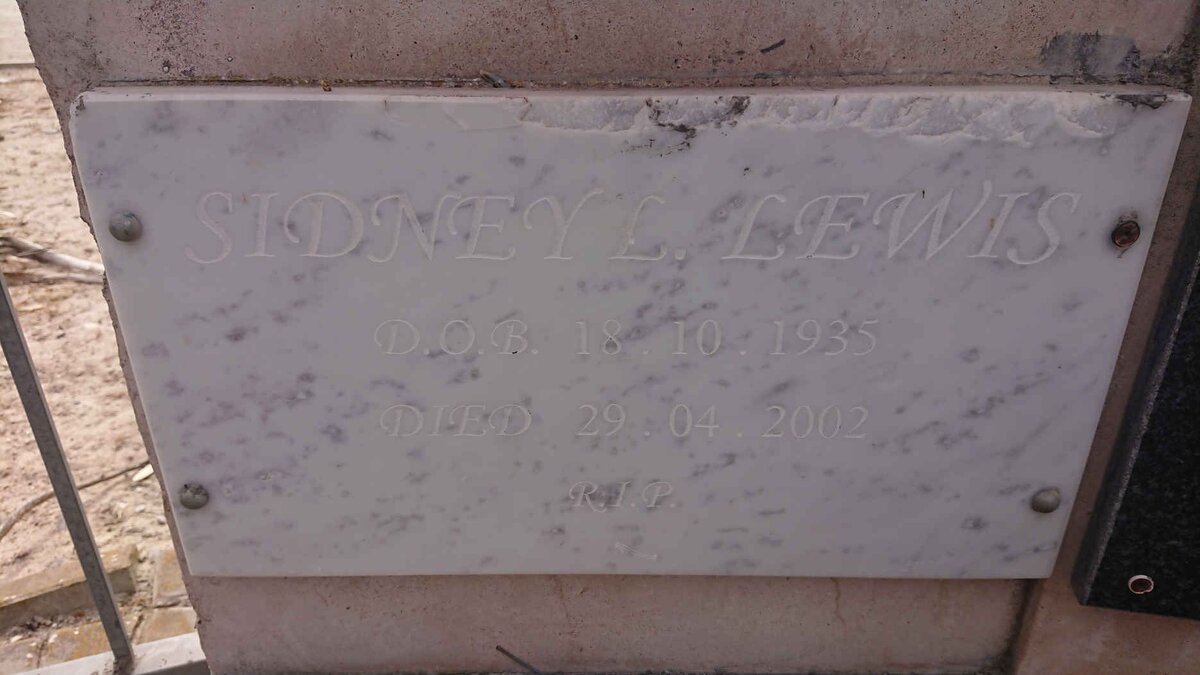 SIDNEY L. LEWIS
D.O.B. 18 . 10 . 1935
DIED 29 . 04 . 2002
R.I.P.